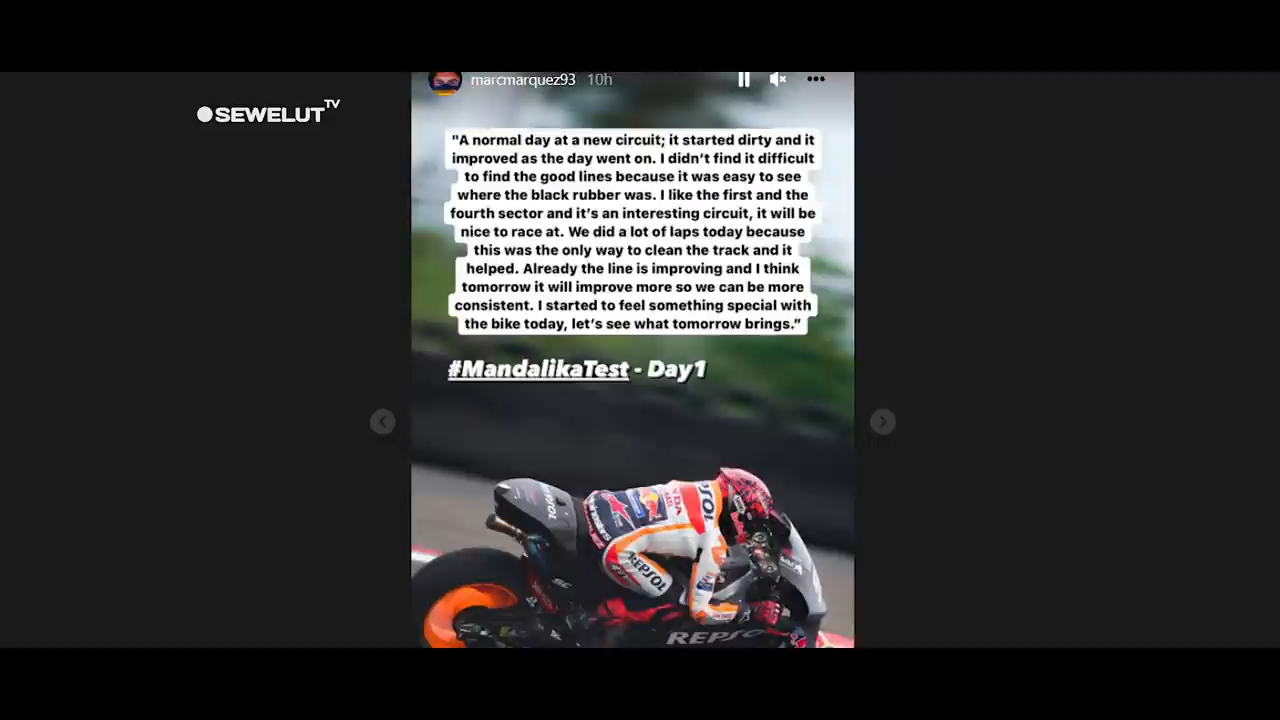 marcmarquez93 10h
SEWELUT TV
"A normal day at a new circuit; it started dirty and it
improved as the day went on. I didn't find it difficult
to find the good lines because it was easy to see
where the black rubber was. I like the first and the
fourth sector and it's an interesting circuit, it will be
nice to race at. We did a lot of laps today because
this was the only way to clean the track and it
helped. Already the line is improving and I think
tomorrow it will improve more so we can be more
consistent. I started to feel something special with
the bike today, let's see what tomorrow brings."
#MandalikaTest - Day1
REPSOL
REPSOL
REPSO